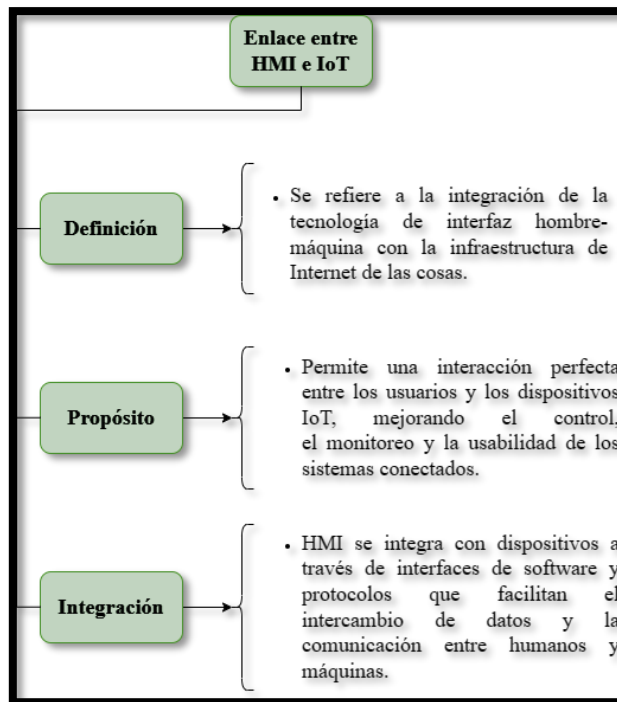 Enlace entre
HMI e IoT
Definición
• Se refiere a la integración de la
tecnología de interfaz hombre-
máquina con la infraestructura de
Internet de las cosas.
Propósito
• Permite una interacción perfecta
entre los usuarios y los dispositivos
IoT, mejorando el control,
el monitoreo y la usabilidad de los
sistemas conectados.
Integración
• HMI se integra con dispositivos a
través de interfaces de software y
protocolos que facilitan el
intercambio de datos y la
comunicación entre humanos y
máquinas.